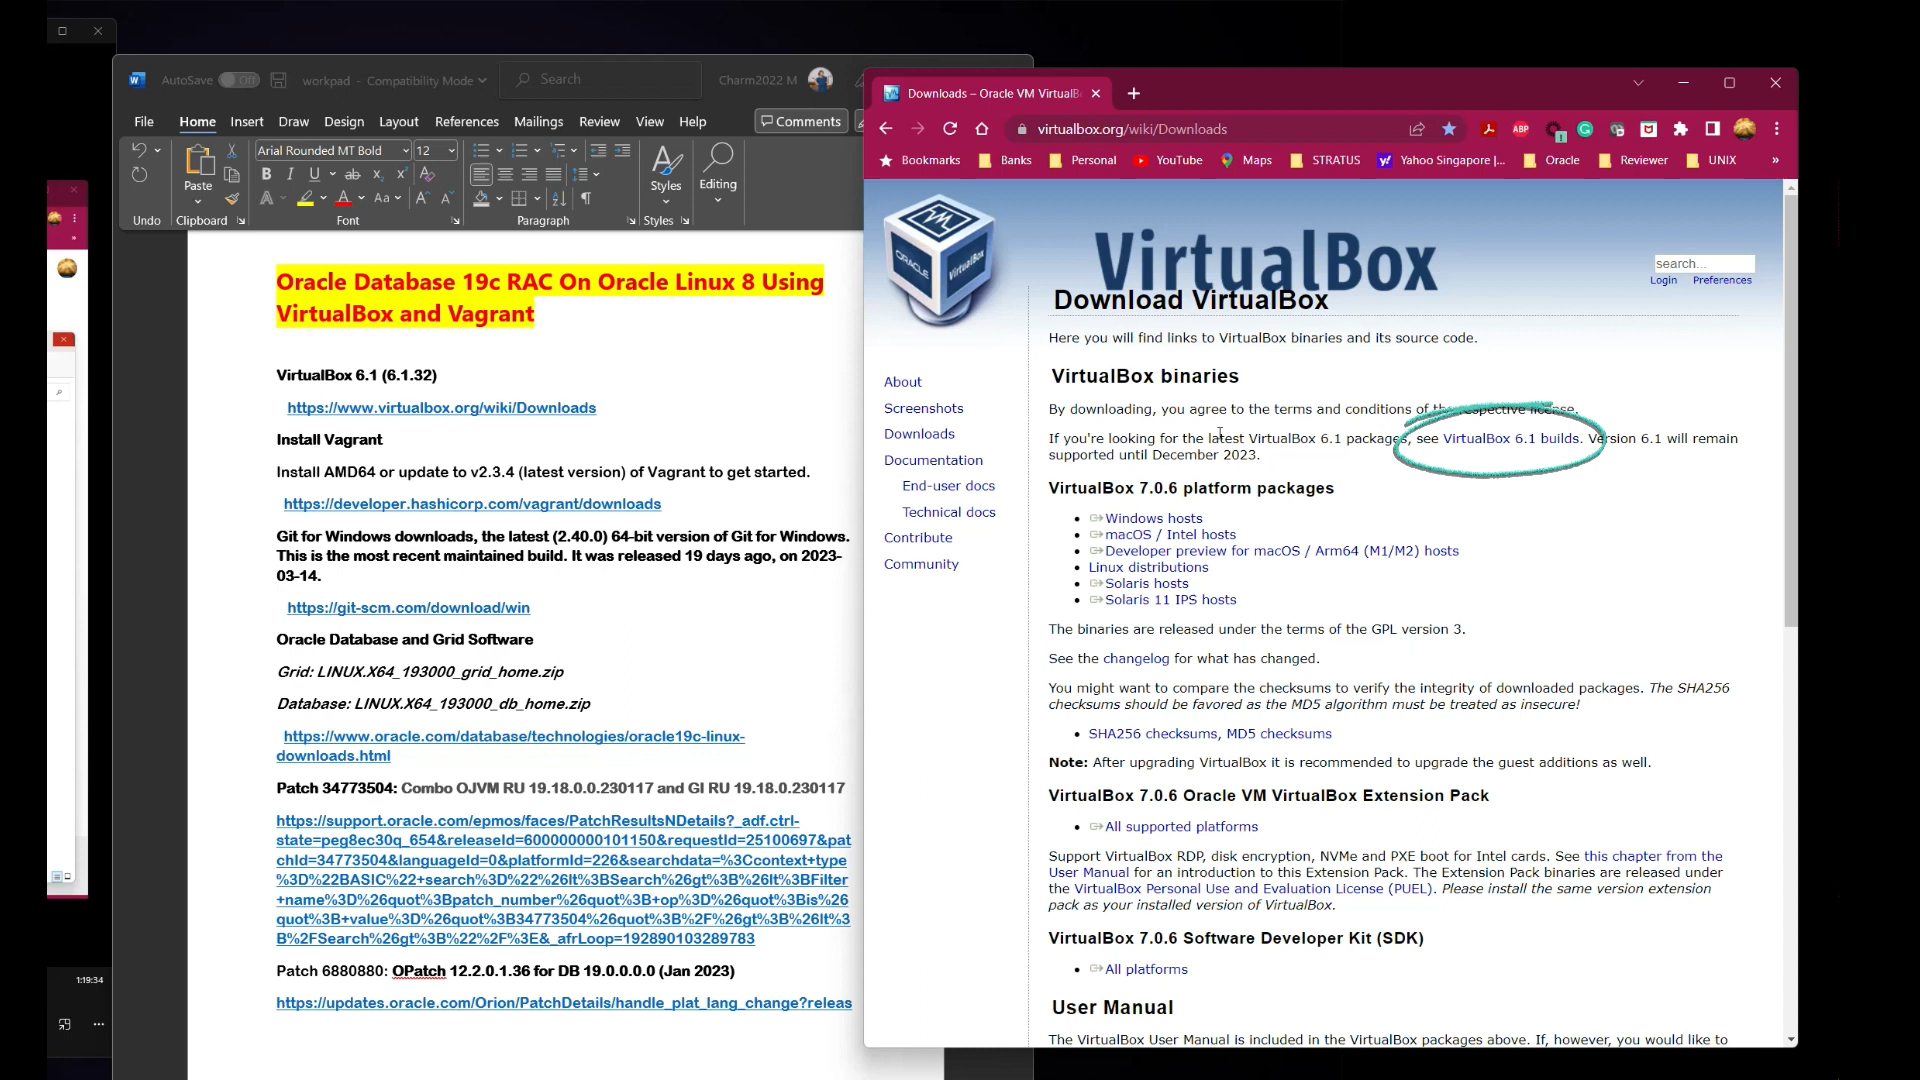 AutoSave Off workpad - Compatibility Mode Search Charm2022 M
File Home Insert Draw Design Layout References Mailings Review View Help Comments
Arial Rounded MT Bold 12
Paste Styles Editing
Undo Clipboard Font Paragraph Styles
Oracle Database 19c RAC On Oracle Linux 8 Using
VirtualBox and Vagrant
VirtualBox 6.1 (6.1.32)
https://www.virtualbox.org/wiki/Downloads
Install Vagrant
Install AMD64 or update to v2.3.4 (latest version) of Vagrant to get started.
https://developer.hashicorp.com/vagrant/downloads
Git for Windows downloads, the latest (2.40.0) 64-bit version of Git for Windows.
This is the most recent maintained build. It was released 19 days ago, on 2023-
03-14.
https://git-scm.com/download/win
Oracle Database and Grid Software
Grid: LINUX.X64_193000_grid_home.zip
Database: LINUX.X64_193000_db_home.zip
https://www.oracle.com/database/technologies/oracle19c-linux-
downloads.html
Patch 34773504: Combo OJVM RU 19.18.0.0.230117 and GI RU 19.18.0.230117
https://support.oracle.com/epmos/faces/PatchResultsNDetails?_adf.ctrl-
state=peg8ec30q_654&releaseId=600000000101150&requestId=25100697&pat
chId=34773504&languageId=0&platformId=226&searchdata=%3Ccontext+type
%3D%22BASIC%22+search%3D%22%26lt%3BSearch%26gt%3B%26lt%3BFilter
+name%3D%26quot%3Bpatch_number%26quot%3B+op%3D%26quot%3Bis%26
quot%3B+value%3D%26quot%3B34773504%26quot%3B%2F%26gt%3B%26lt%3
B%2FSearch%26gt%3B%22%2F%3E&_afrLoop=192890103289783
Patch 6880880: OPatch 12.2.0.1.36 for DB 19.0.0.0.0 (Jan 2023)
https://updates.oracle.com/Orion/PatchDetails/handle_plat_lang_change?releas
1:19:34
Downloads – Oracle VM VirtualB
virtualbox.org/wiki/Downloads
ABP
Bookmarks Banks Personal YouTube Maps STRATUS Yahoo Singapore |... Oracle Reviewer UNIX
ORACLE VirtualBox
VirtualBox
search...
Login Preferences
About
Screenshots
Downloads
Documentation
End-user docs
Technical docs
Contribute
Community
Download VirtualBox
Here you will find links to VirtualBox binaries and its source code.
VirtualBox binaries
By downloading, you agree to the terms and conditions of the respective license.
If you're looking for the latest VirtualBox 6.1 packages, see VirtualBox 6.1 builds. Version 6.1 will remain
supported until December 2023.
VirtualBox 7.0.6 platform packages
Windows hosts
macOS / Intel hosts
Developer preview for macOS / Arm64 (M1/M2) hosts
Linux distributions
Solaris hosts
Solaris 11 IPS hosts
The binaries are released under the terms of the GPL version 3.
See the changelog for what has changed.
You might want to compare the checksums to verify the integrity of downloaded packages. The SHA256
checksums should be favored as the MD5 algorithm must be treated as insecure!
SHA256 checksums, MD5 checksums
Note: After upgrading VirtualBox it is recommended to upgrade the guest additions as well.
VirtualBox 7.0.6 Oracle VM VirtualBox Extension Pack
All supported platforms
Support VirtualBox RDP, disk encryption, NVMe and PXE boot for Intel cards. See this chapter from the
User Manual for an introduction to this Extension Pack. The Extension Pack binaries are released under
the VirtualBox Personal Use and Evaluation License (PUEL). Please install the same version extension
pack as your installed version of VirtualBox.
VirtualBox 7.0.6 Software Developer Kit (SDK)
All platforms
User Manual
The VirtualBox User Manual is included in the VirtualBox packages above. If, however, you would like to